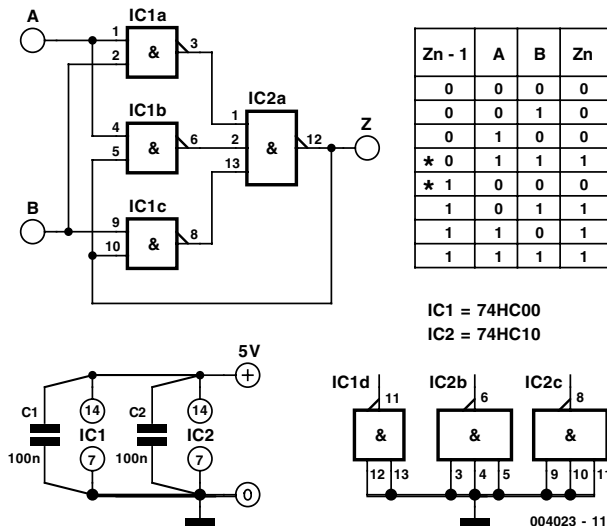 A
IC1a
1
2
&
3
IC1b
4
5
&
6
IC2a
1
2
13
&
12
Z
B
IC1c
9
10
&
8
Zn - 1 A B Zn
0 0 0 0
0 0 1 0
0 1 0 0
* 0 1 1 1
* 1 0 0 0
1 0 1 1
1 1 0 1
1 1 1 1
IC1 = 74HC00
IC2 = 74HC10
5V
C1
100n
14
IC1
7
C2
100n
14
IC2
7
+
0
IC1d
11
&
12 13
IC2b
6
&
3 4 5
IC2c
8
&
9 10 11
004023 - 11